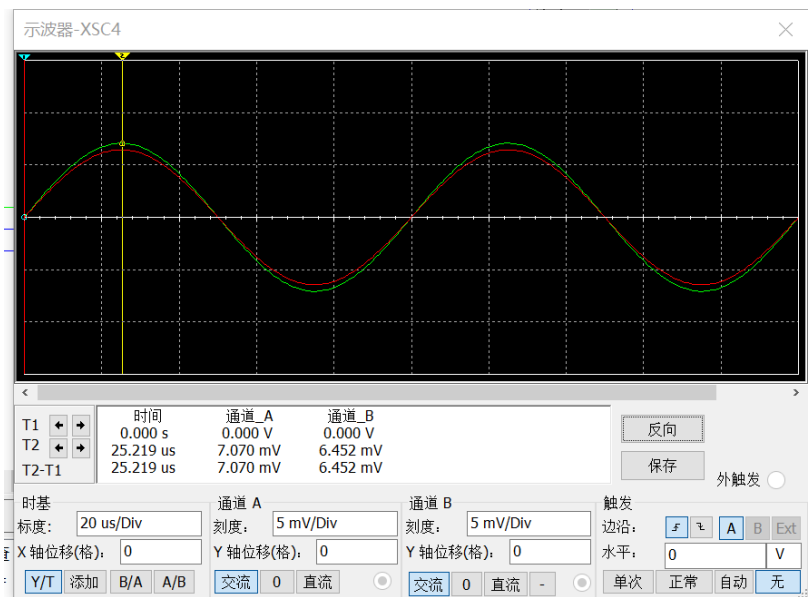 示波器-XSC4
1 2
时间 通道_A 通道_B
T1 0.000 s 0.000 V 0.000 V
T2 25.219 us 7.070 mV 6.452 mV
T2-T1 25.219 us 7.070 mV 6.452 mV
反向
保存
外触发
时基
标度: 20 us/Div
X 轴位移(格): 0
Y/T 添加 B/A A/B
通道 A
刻度: 5 mV/Div
Y 轴位移(格): 0
交流 0 直流
通道 B
刻度: 5 mV/Div
Y 轴位移(格): 0
交流 0 直流 -
触发
边沿: A B Ext
水平: 0 V
单次 正常 自动 无